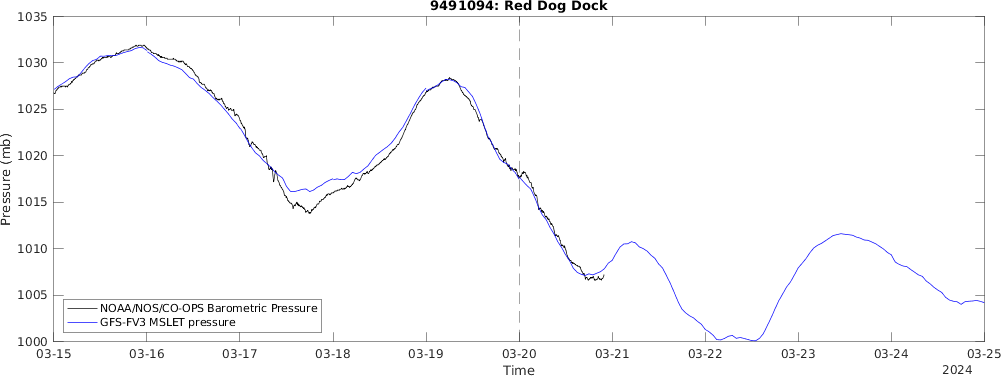 9491094: Red Dog Dock
Pressure (mb)
1035
1030
1025
1020
1015
1010
1005
1000
NOAA/NOS/CO-OPS Barometric Pressure
GFS-FV3 MSLET pressure
03-15 03-16 03-17 03-18 03-19 03-20 03-21 03-22 03-23 03-24 03-25
Time
2024